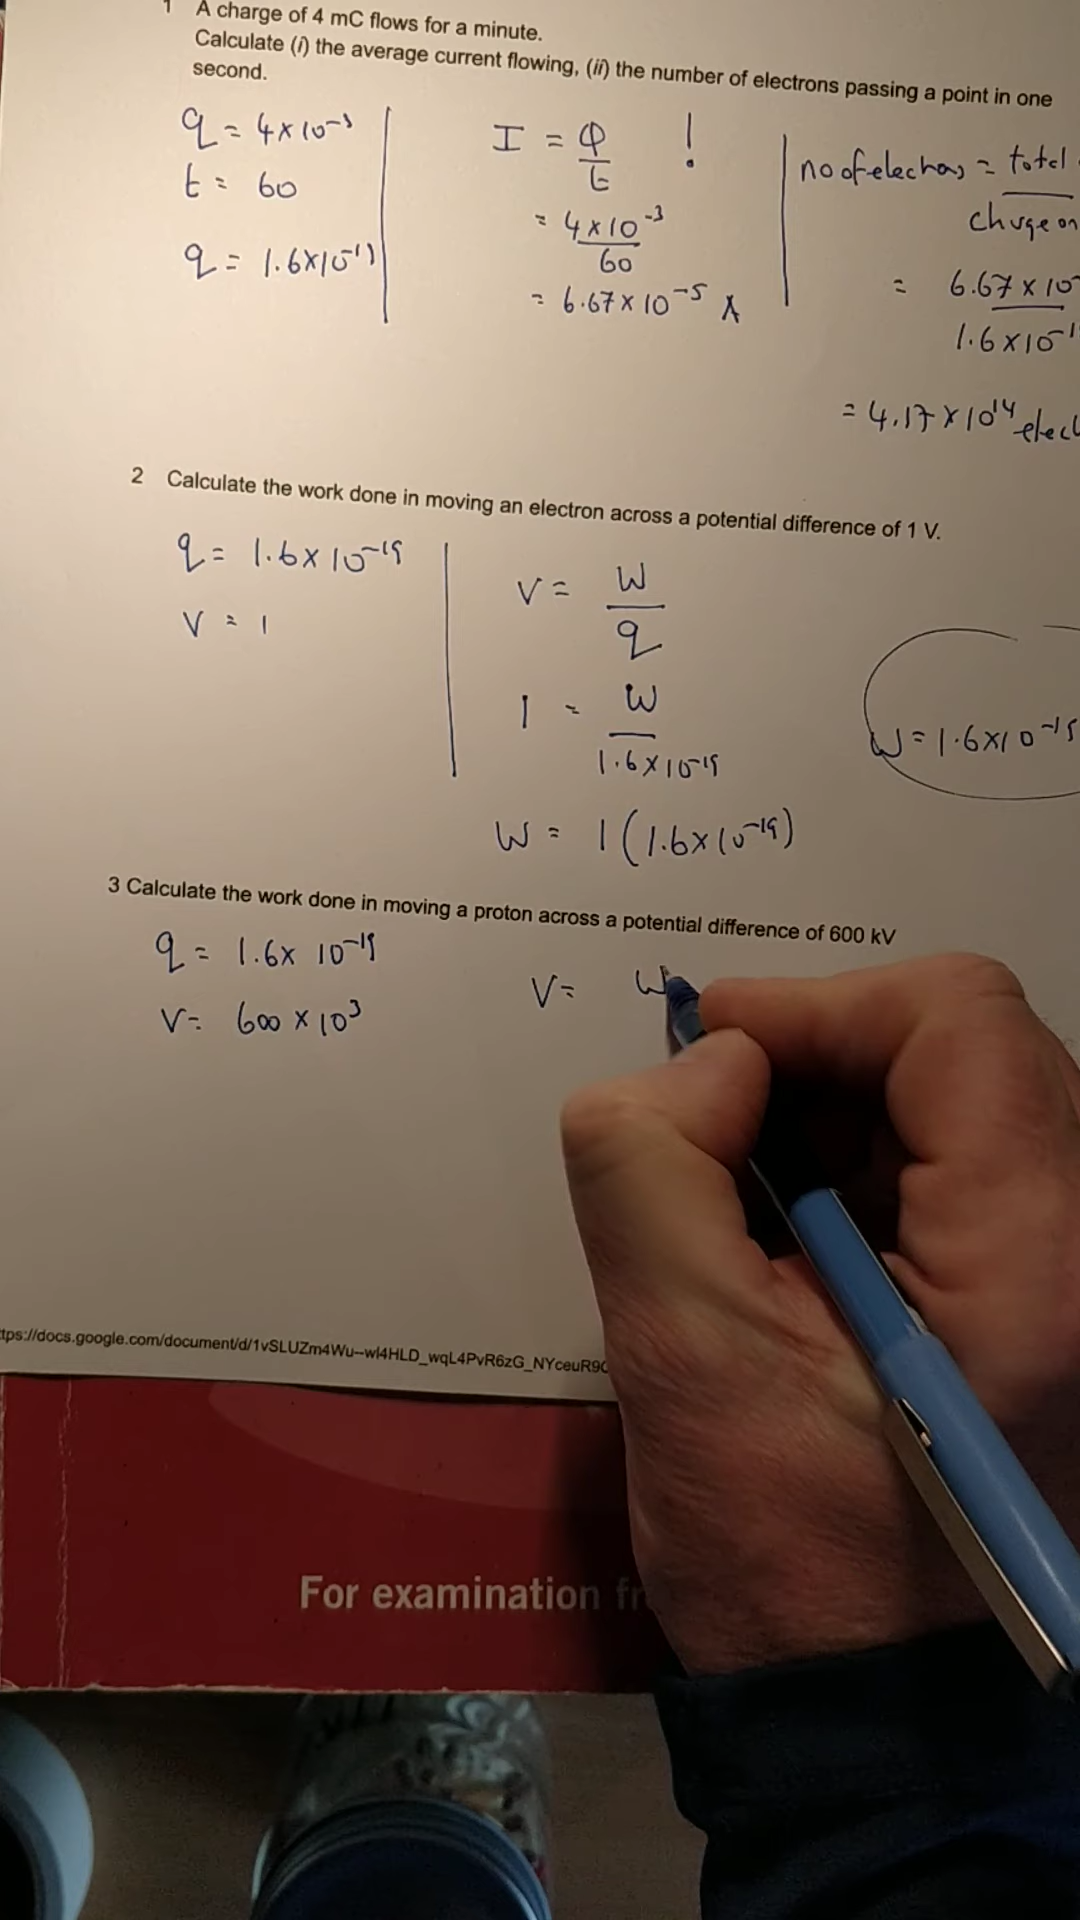 1 A charge of 4 mC flows for a minute.
Calculate (i) the average current flowing, (ii) the number of electrons passing a point in one
second.
q = 4 × 10⁻³
t = 60
q = 1.6×10⁻¹⁹
I = Q/t !
= 4 × 10⁻³/60
= 6.67 × 10⁻⁵ A
no of electrons = total
charge on
= 6.67 × 10⁻
1.6 × 10⁻¹
= 4.17 × 10¹⁴ elect
2 Calculate the work done in moving an electron across a potential difference of 1 V.
q = 1.6 × 10⁻¹⁹
V = 1
V = W/q
1 = W/1.6 × 10⁻¹⁹
W = 1 (1.6 × 10⁻¹⁹)
W = 1.6×10⁻¹⁹
3 Calculate the work done in moving a proton across a potential difference of 600 kV
q = 1.6 × 10⁻¹⁹
V = 600 × 10³
V = W
tps://docs.google.com/document/d/1vSLUZm4Wu--wl4HLD_wqL4PvR6zG_NYceuR9
For examination fr